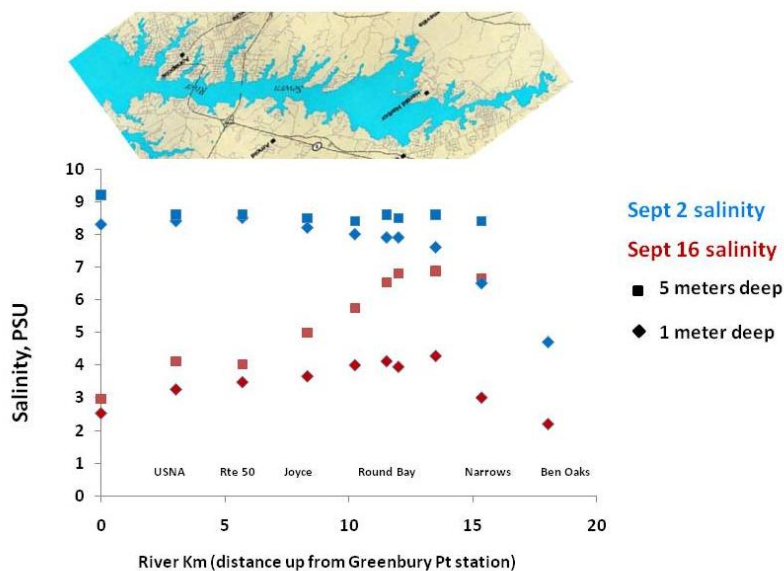 River
Severn
10
9
8
7
6
5
4
3
2
1
0
Salinity, PSU
Sept 2 salinity
Sept 16 salinity
5 meters deep
1 meter deep
USNA Rte 50 Joyce Round Bay Narrows Ben Oaks
0 5 10 15 20
River Km (distance up from Greenbury Pt station)